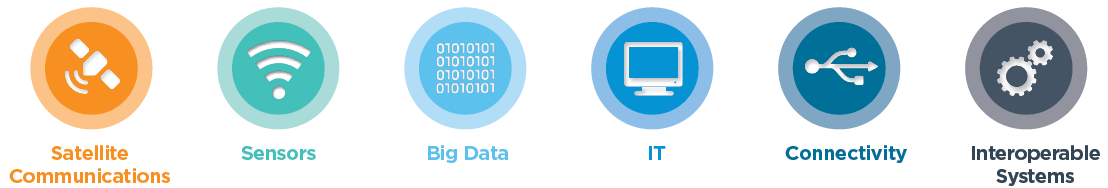 01010101
01010101
01010101
01010101
Satellite
Communications
Sensors
Big Data
IT
Connectivity
Interoperable
Systems